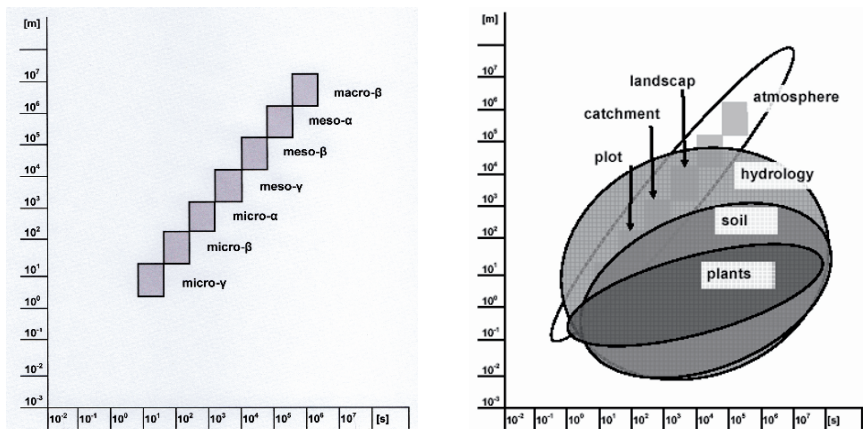 [m]
10⁷
10⁶
10⁵
10⁴
10³
10²
10¹
10⁰
10⁻¹
10⁻²
10⁻³
macro-β
meso-α
meso-β
meso-γ
micro-α
micro-β
micro-γ
10⁻² 10⁻¹ 10⁰ 10¹ 10² 10³ 10⁴ 10⁵ 10⁶ 10⁷ [s]
[m]
10⁷
10⁶
10⁵
10⁴
10³
10²
10¹
10⁰
10⁻¹
10⁻²
10⁻³
landscap
atmosphere
catchment
plot
hydrology
soil
plants
10⁻² 10⁻¹ 10⁰ 10¹ 10² 10³ 10⁴ 10⁵ 10⁶ 10⁷ [s]